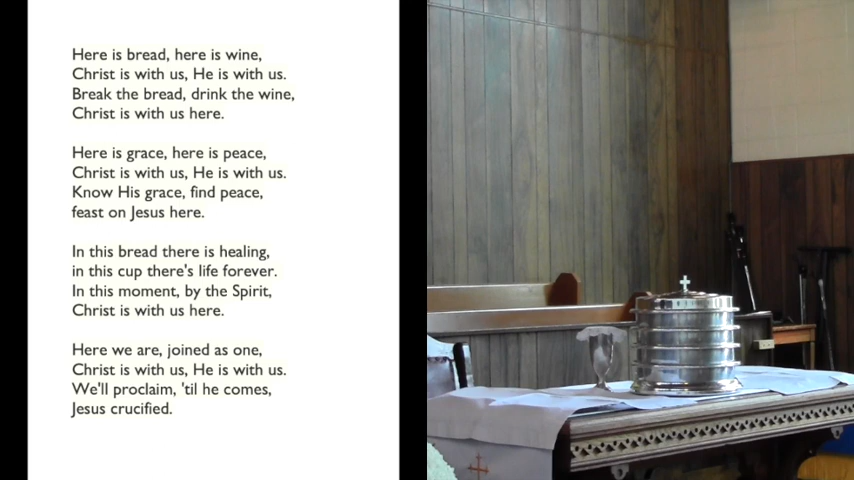 Here is bread, here is wine,
Christ is with us, He is with us.
Break the bread, drink the wine,
Christ is with us here.
Here is grace, here is peace,
Christ is with us, He is with us.
Know His grace, find peace,
feast on Jesus here.
In this bread there is healing,
in this cup there's life forever.
In this moment, by the Spirit,
Christ is with us here.
Here we are, joined as one,
Christ is with us, He is with us.
We'll proclaim, 'til he comes,
Jesus crucified.